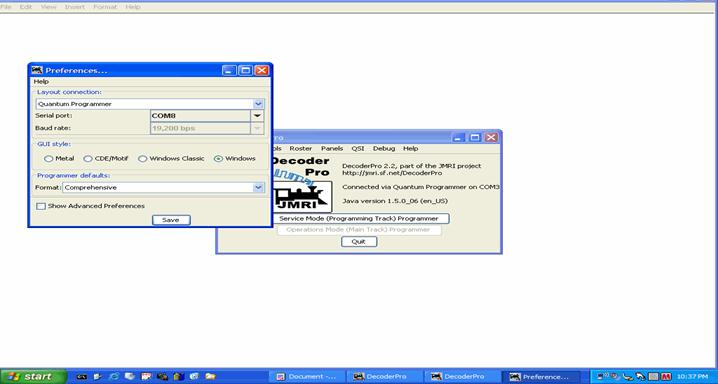 File Edit View Insert Format Help
Preferences...
Help
Layout connection:
Quantum Programmer
Serial port: COM8
Baud rate: 19,200 bps
GUI style:
Metal CDE/Motif Windows Classic Windows
Programmer defaults:
Format: Comprehensive
Show Advanced Preferences
Save
Roster Panels QSI Debug Help
Decoder
Pro
JMRI
DecoderPro 2.2, part of the JMRI project
http://jmri.sf.net/DecoderPro
Connected via Quantum Programmer on COM3
Java version 1.5.0_06 (en_US)
Service Mode (Programming Track) Programmer
Operations Mode (Main Track) Programmer
Quit
start
Document -...
DecoderPro
DecoderPro
Preference...
10:37 PM